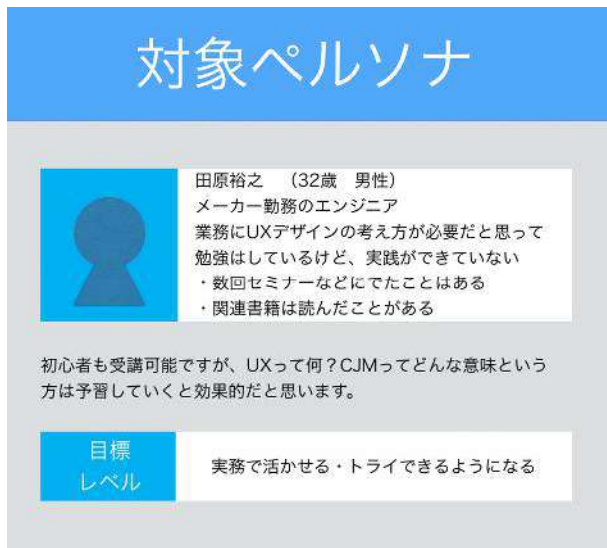 対象ペルソナ
田原裕之　（32歳　男性）
メーカー勤務のエンジニア
業務にUXデザインの考え方が必要だと思って
勉強はしているけど、実践ができていない
・数回セミナーなどにでたことはある
・関連書籍は読んだことがある
初心者も受講可能ですが、UXって何？CJMってどんな意味という
方は予習していくと効果的だと思います。
目標
レベル
実務で活かせる・トライできるようになる